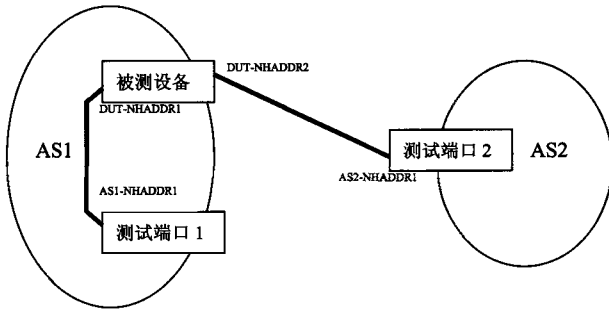 DUT-NHADDR2
被测设备
DUT-NHADDR1
AS1
测试端口 2
AS2
AS2-NHADDR1
AS1-NHADDR1
测试端口 1